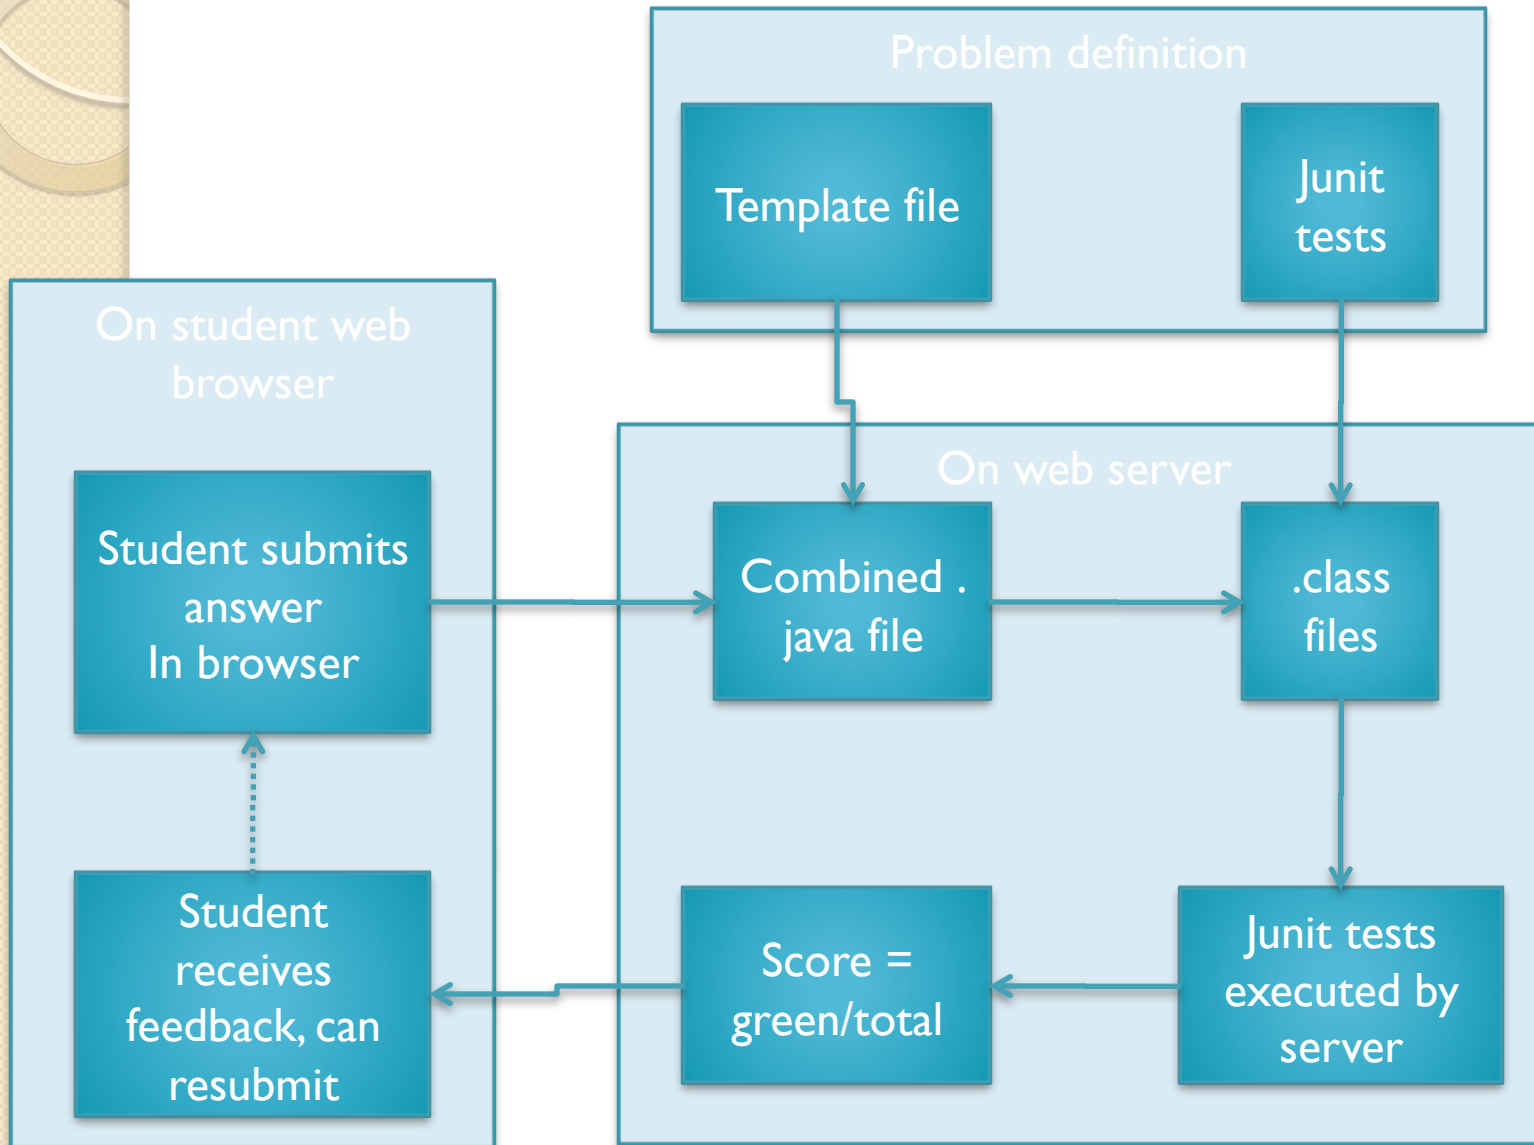 Problem definition
Template file
Junit
tests
On student web
browser
On web server
Student submits
answer
In browser
Combined .
java file
.class
files
Student
receives
feedback, can
resubmit
Score =
green/total
Junit tests
executed by
server